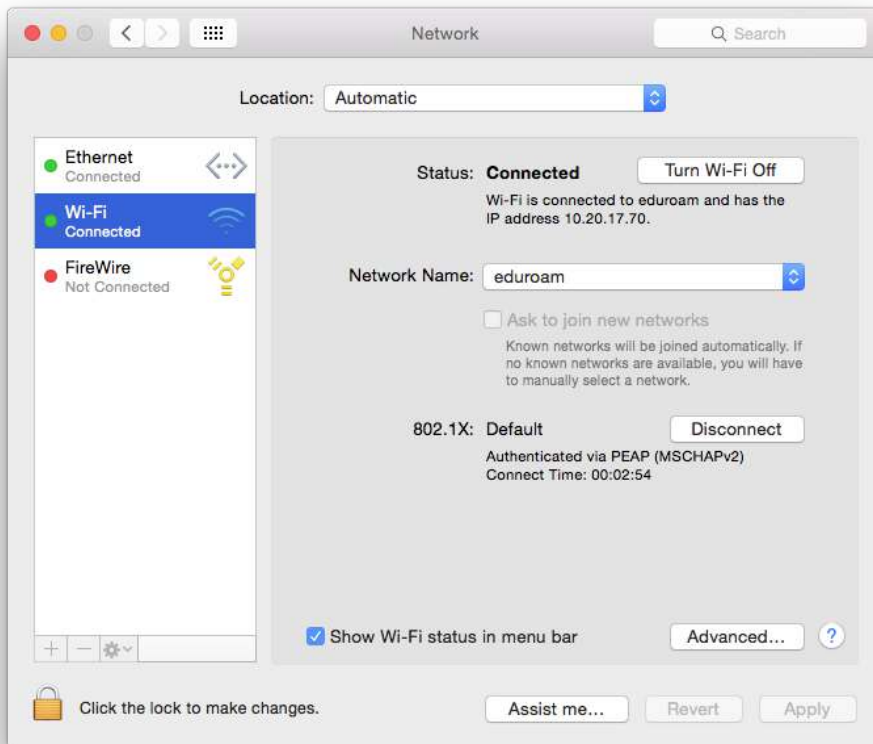 Network
Search
Location: Automatic
Ethernet
Connected
Wi-Fi
Connected
FireWire
Not Connected
Status: Connected
Turn Wi-Fi Off
Wi-Fi is connected to eduroam and has the
IP address 10.20.17.70.
Network Name: eduroam
Ask to join new networks
Known networks will be joined automatically. If
no known networks are available, you will have
to manually select a network.
802.1X: Default
Disconnect
Authenticated via PEAP (MSCHAPv2)
Connect Time: 00:02:54
Show Wi-Fi status in menu bar
Advanced...
?
Click the lock to make changes.
Assist me...
Revert
Apply